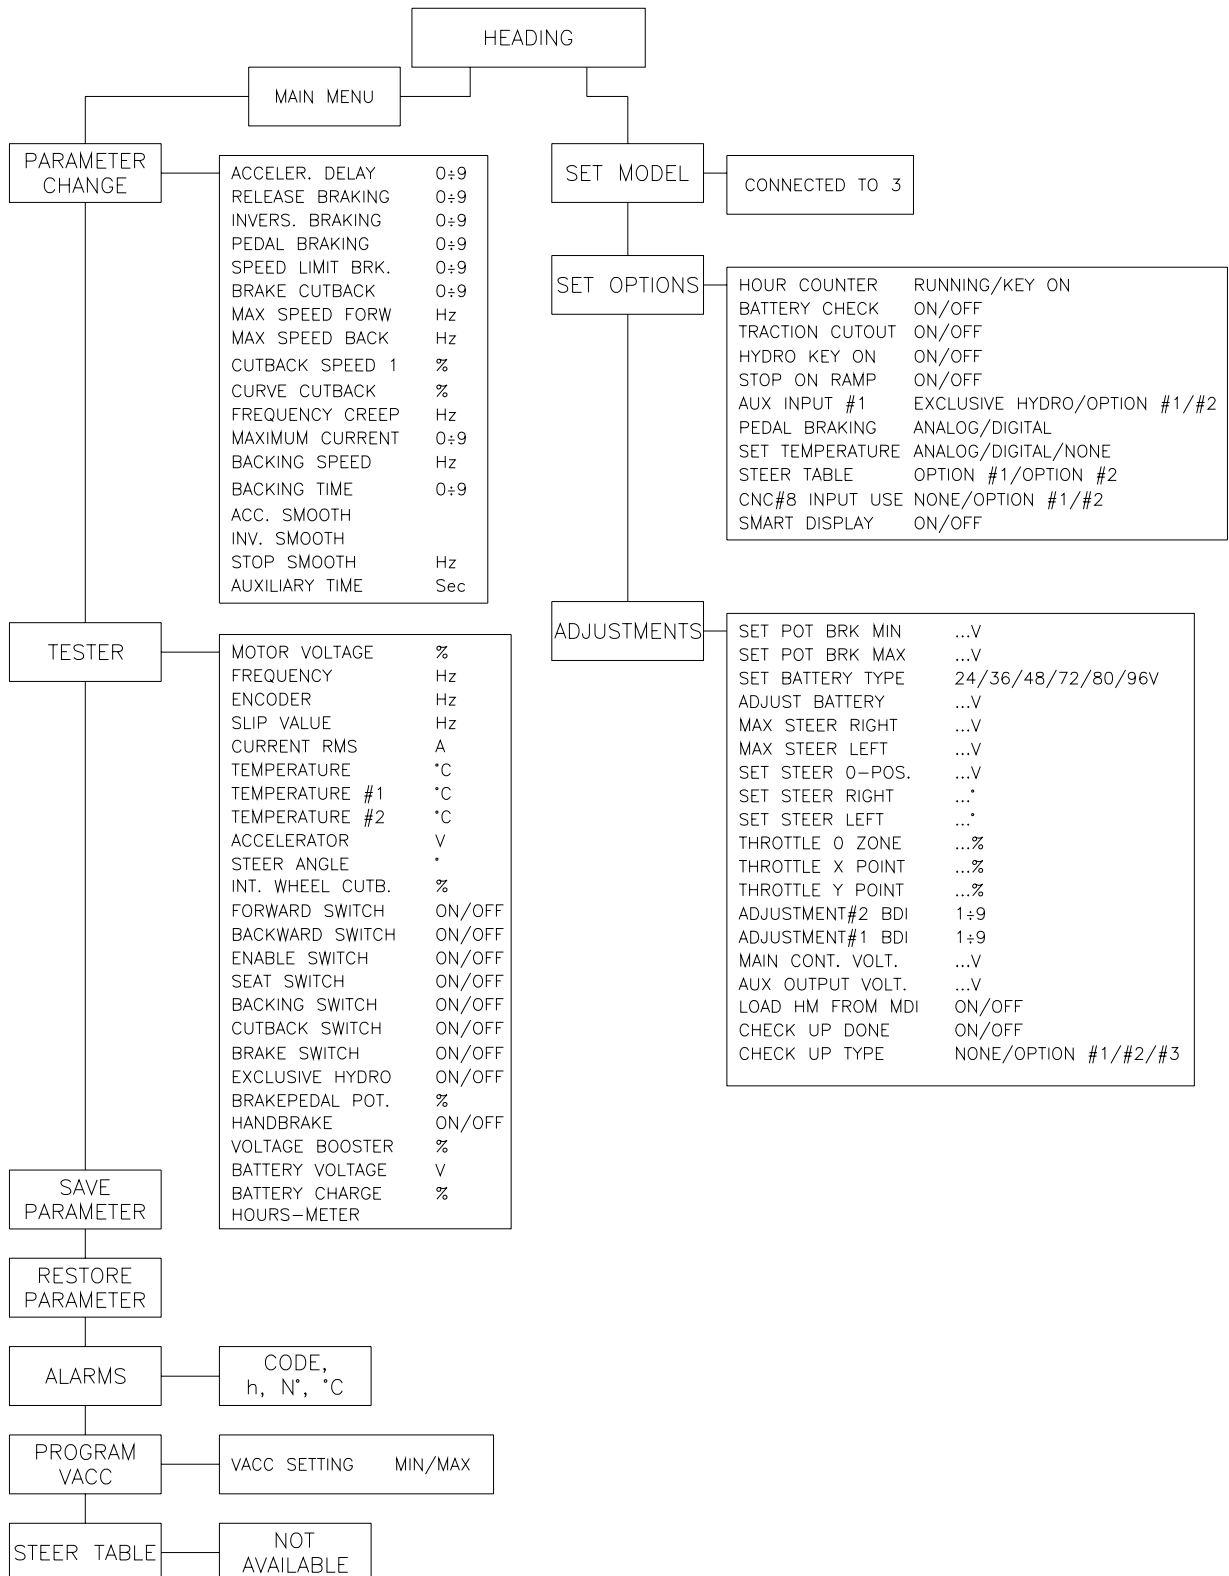 HEADING
MAIN MENU
PARAMETER
CHANGE
ACCELER. DELAY 0÷9
RELEASE BRAKING 0÷9
INVERS. BRAKING 0÷9
PEDAL BRAKING 0÷9
SPEED LIMIT BRK. 0÷9
BRAKE CUTBACK 0÷9
MAX SPEED FORW Hz
MAX SPEED BACK Hz
CUTBACK SPEED 1 %
CURVE CUTBACK %
FREQUENCY CREEP Hz
MAXIMUM CURRENT 0÷9
BACKING SPEED Hz
BACKING TIME 0÷9
ACC. SMOOTH
INV. SMOOTH
STOP SMOOTH Hz
AUXILIARY TIME Sec
TESTER
MOTOR VOLTAGE %
FREQUENCY Hz
ENCODER Hz
SLIP VALUE Hz
CURRENT RMS A
TEMPERATURE °C
TEMPERATURE #1 °C
TEMPERATURE #2 °C
ACCELERATOR V
STEER ANGLE °
INT. WHEEL CUTB. %
FORWARD SWITCH ON/OFF
BACKWARD SWITCH ON/OFF
ENABLE SWITCH ON/OFF
SEAT SWITCH ON/OFF
BACKING SWITCH ON/OFF
CUTBACK SWITCH ON/OFF
BRAKE SWITCH ON/OFF
EXCLUSIVE HYDRO ON/OFF
BRAKEPEDAL POT. %
HANDBRAKE ON/OFF
VOLTAGE BOOSTER %
BATTERY VOLTAGE V
BATTERY CHARGE %
HOURS-METER
SAVE
PARAMETER
RESTORE
PARAMETER
ALARMS
CODE,
h, N°, °C
PROGRAM
VACC
VACC SETTING MIN/MAX
STEER TABLE
NOT
AVAILABLE
SET MODEL
CONNECTED TO 3
SET OPTIONS
HOUR COUNTER RUNNING/KEY ON
BATTERY CHECK ON/OFF
TRACTION CUTOUT ON/OFF
HYDRO KEY ON ON/OFF
STOP ON RAMP ON/OFF
AUX INPUT #1 EXCLUSIVE HYDRO/OPTION #1/#2
PEDAL BRAKING ANALOG/DIGITAL
SET TEMPERATURE ANALOG/DIGITAL/NONE
STEER TABLE OPTION #1/OPTION #2
CNC#8 INPUT USE NONE/OPTION #1/#2
SMART DISPLAY ON/OFF
ADJUSTMENTS
SET POT BRK MIN ...V
SET POT BRK MAX ...V
SET BATTERY TYPE 24/36/48/72/80/96V
ADJUST BATTERY ...V
MAX STEER RIGHT ...V
MAX STEER LEFT ...V
SET STEER 0-POS. ...V
SET STEER RIGHT ...°
SET STEER LEFT ...°
THROTTLE 0 ZONE ...%
THROTTLE X POINT ...%
THROTTLE Y POINT ...%
ADJUSTMENT#2 BDI 1÷9
ADJUSTMENT#1 BDI 1÷9
MAIN CONT. VOLT. ...V
AUX OUTPUT VOLT. ...V
LOAD HM FROM MDI ON/OFF
CHECK UP DONE ON/OFF
CHECK UP TYPE NONE/OPTION #1/#2/#3